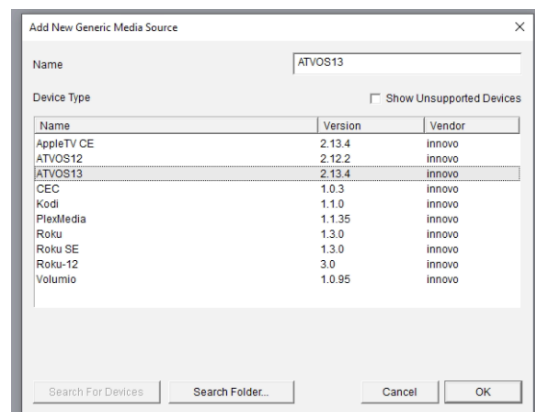 Add New Generic Media Source
Name ATVOS13
Device Type Show Unsupported Devices
Name Version Vendor
AppleTV CE 2.13.4 innovo
ATVOS12 2.12.2 innovo
ATVOS13 2.13.4 innovo
CEC 1.0.3 innovo
Kodi 1.1.0 innovo
PlexMedia 1.1.35 innovo
Roku 1.3.0 innovo
Roku SE 1.3.0 innovo
Roku-12 3.0 innovo
Volumio 1.0.95 innovo
Search For Devices Search Folder... Cancel OK